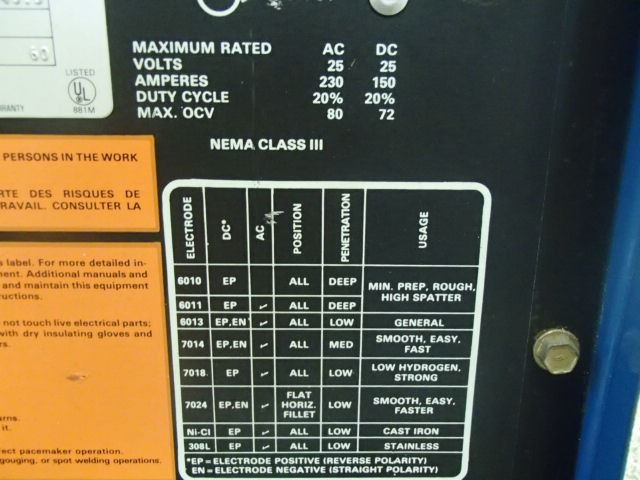 60
LISTED
UL
881M
MAXIMUM RATED AC DC
VOLTS 25 25
AMPERES 230 150
DUTY CYCLE 20% 20%
MAX. OCV 80 72
NEMA CLASS III
PERSONS IN THE WORK
DES RISQUES DE
CONSULTER LA
label. For more detailed in-
Additional manuals and
and maintain this equipment
not touch live electrical parts;
with dry insulating gloves and
it.
pacemaker operation.
gouging, or spot welding operations.
ELECTRODE DC* AC POSITION PENETRATION USAGE
6010 EP ALL DEEP MIN. PREP, ROUGH,
HIGH SPATTER
6011 EP ✓ ALL DEEP
6013 EP,EN ✓ ALL LOW GENERAL
7014 EP,EN ✓ ALL MED SMOOTH, EASY,
FAST
7018 EP ✓ ALL LOW LOW HYDROGEN,
STRONG
7024 EP,EN ✓ FLAT
HORIZ.
FILLET LOW SMOOTH, EASY,
FASTER
Ni-Cl EP ✓ ALL LOW CAST IRON
308L EP ✓ ALL LOW STAINLESS
*EP = ELECTRODE POSITIVE (REVERSE POLARITY)
EN = ELECTRODE NEGATIVE (STRAIGHT POLARITY)